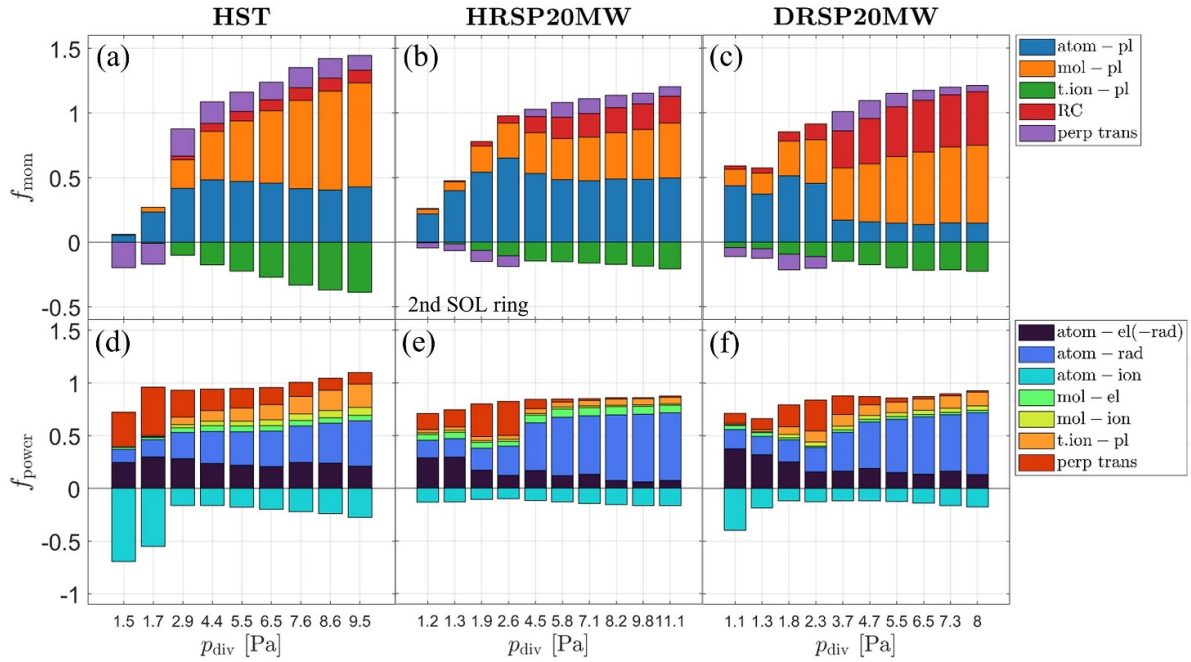 HST HRSP20MW DRSP20MW
(a) (b) (c)
atom − pl
mol − pl
t.ion − pl
RC
perp trans
f_mom
1.5
1
0.5
0
-0.5
2nd SOL ring
(d) (e) (f)
atom − el(−rad)
atom − rad
atom − ion
mol − el
mol − ion
t.ion − pl
perp trans
f_power
1.5
1
0.5
0
-0.5
-1
1.5 1.7 2.9 4.4 5.5 6.5 7.6 8.6 9.5 1.2 1.3 1.9 2.6 4.5 5.8 7.1 8.2 9.8 11.1 1.1 1.3 1.8 2.3 3.7 4.7 5.5 6.5 7.3 8
p_div [Pa] p_div [Pa] p_div [Pa]